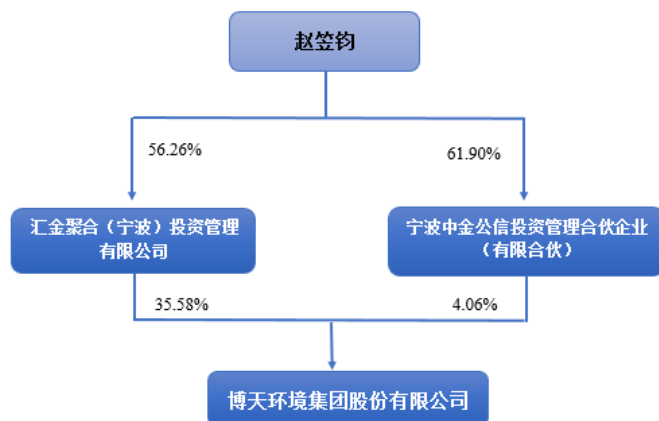 赵笠钧
56.26%
61.90%
汇金聚合（宁波）投资管理
有限公司
宁波中金公信投资管理合伙企业
（有限合伙）
35.58%
4.06%
博天环境集团股份有限公司